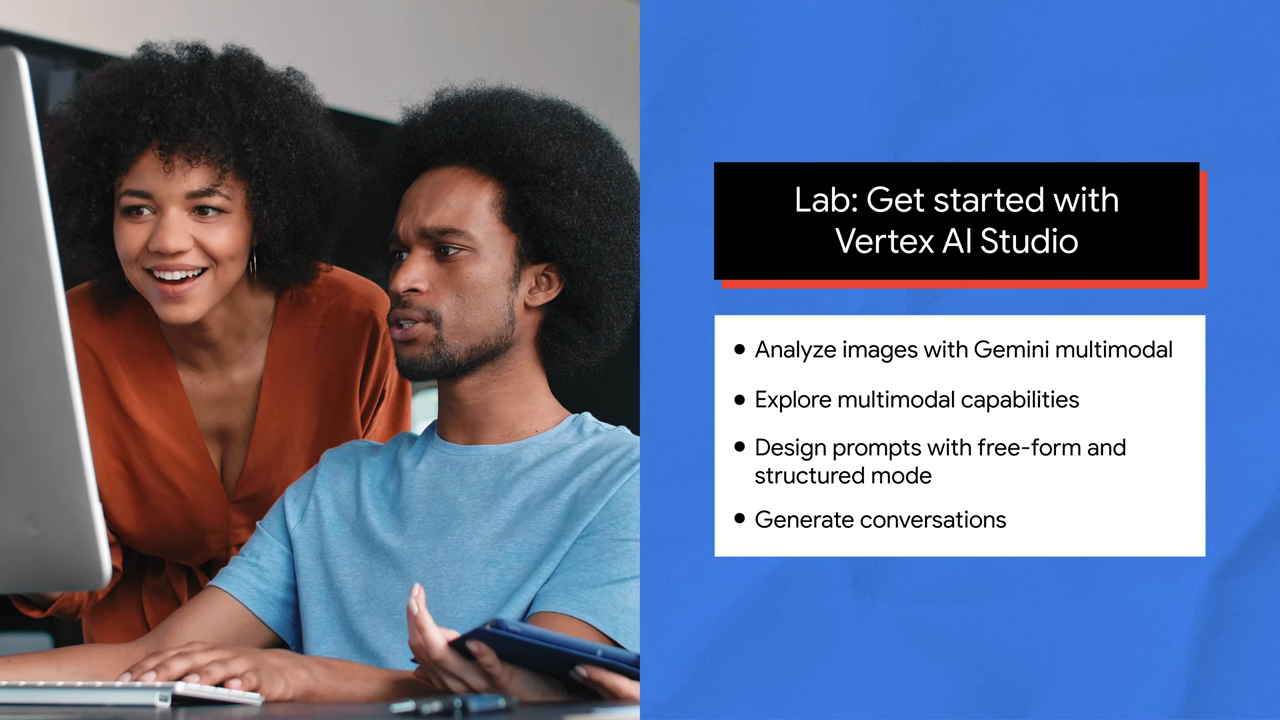 Lab: Get started with
Vertex AI Studio
• Analyze images with Gemini multimodal
• Explore multimodal capabilities
• Design prompts with free-form and
structured mode
• Generate conversations